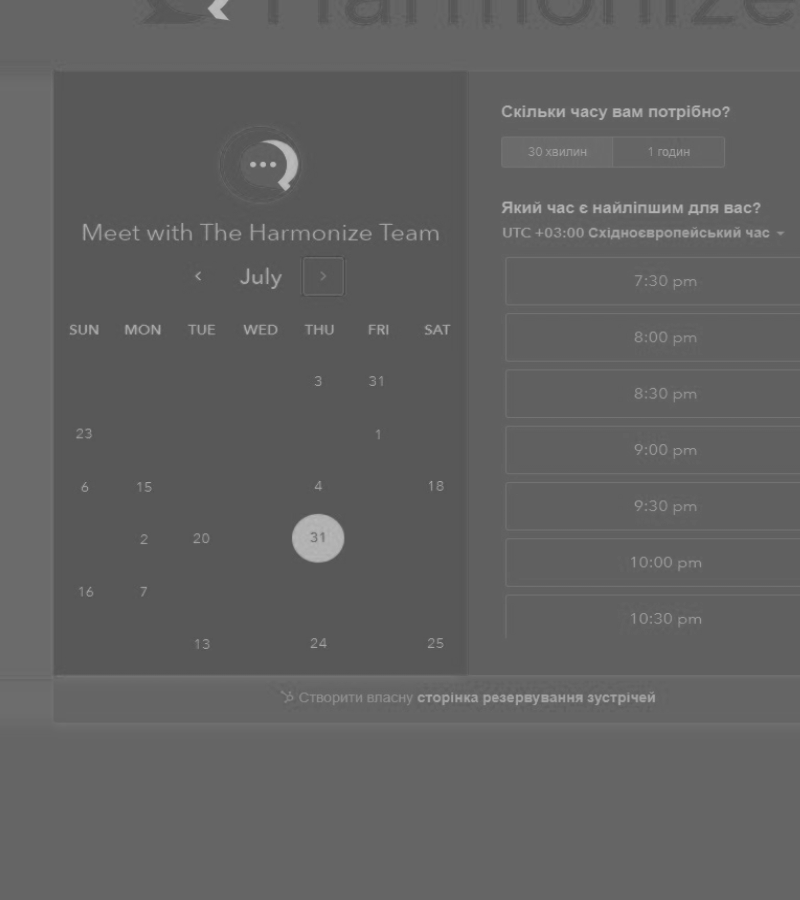 Harmonize
Meet with The Harmonize Team
July
SUN MON TUE WED THU FRI SAT
3 31
23 1
6 15 4 18
2 20 31
16 7
13 24 25
Скільки часу вам потрібно?
30 хвилин 1 годин
Який час є найліпшим для вас?
UTC +03:00 Східноєвропейський час
7:30 pm
8:00 pm
8:30 pm
9:00 pm
9:30 pm
10:00 pm
10:30 pm
Створити власну сторінка резервування зустрічей